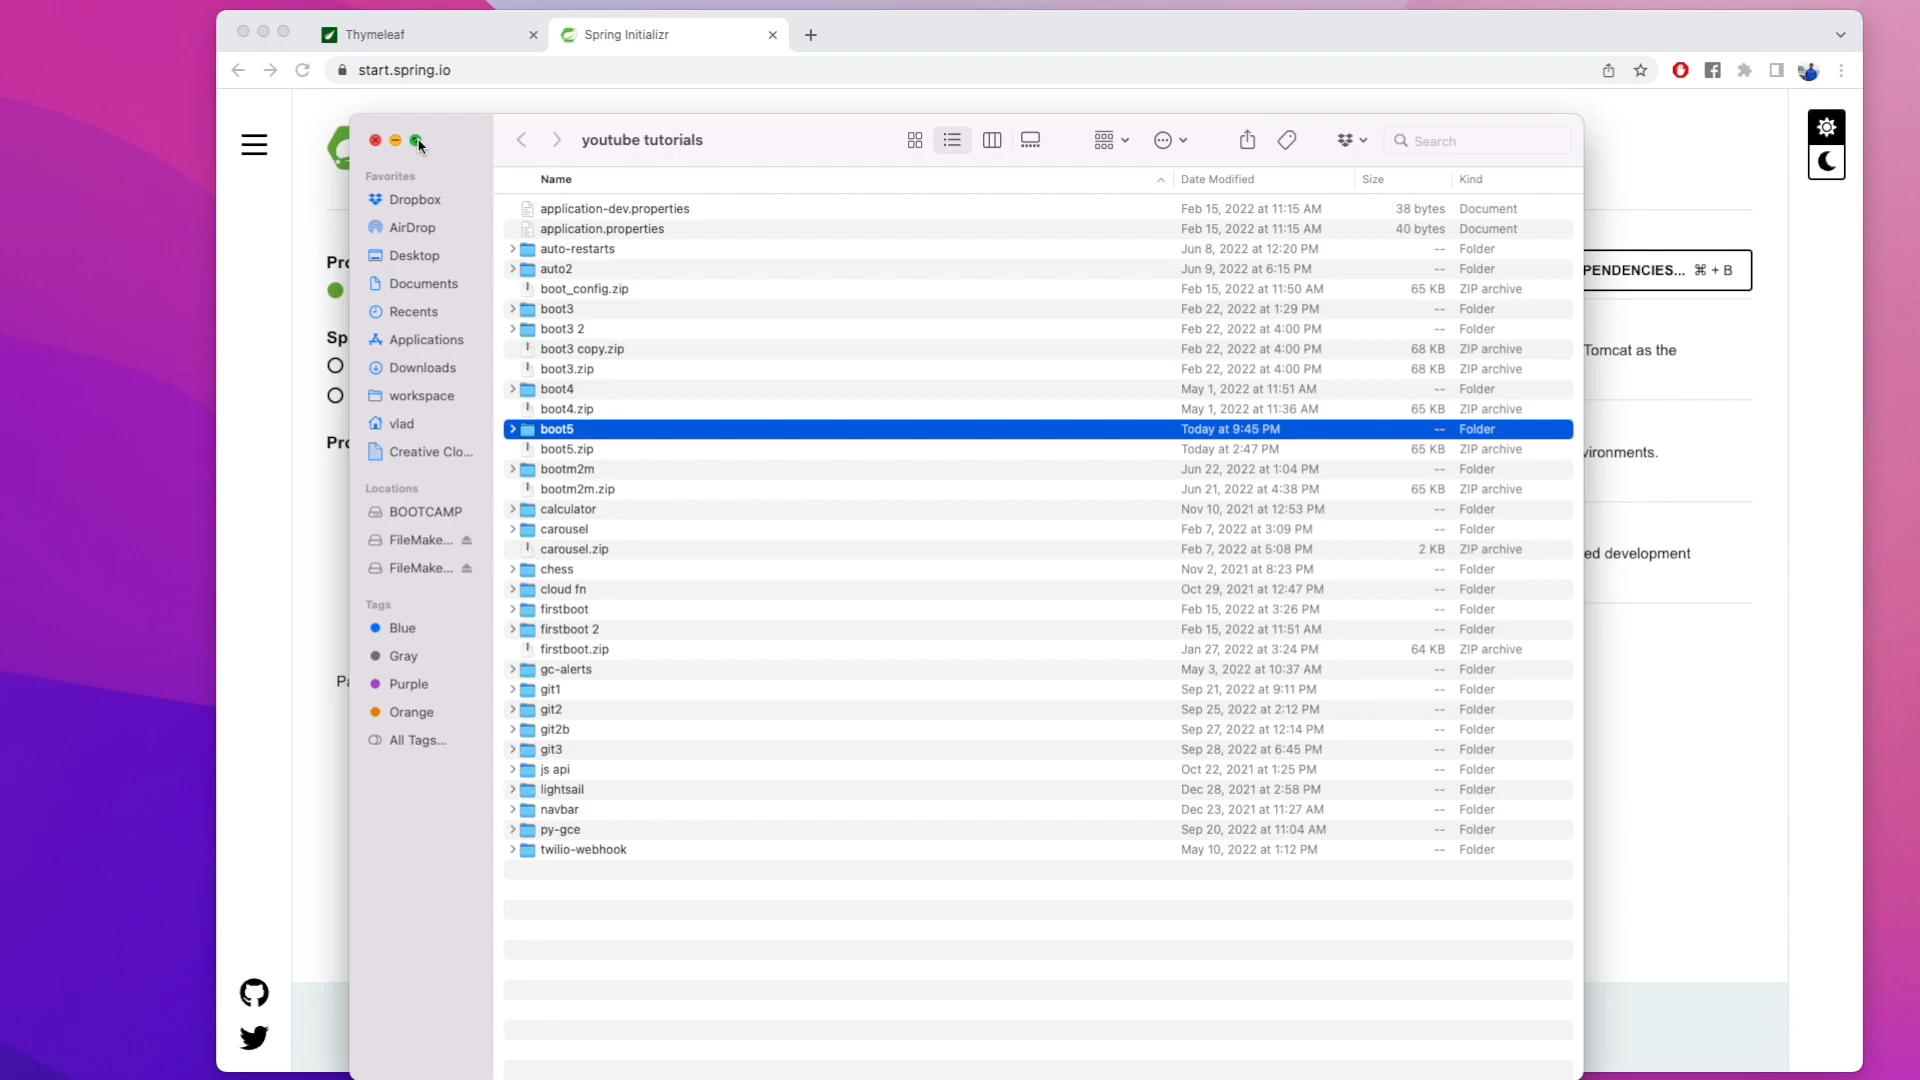 Thymeleaf
Spring Initializr
start.spring.io
youtube tutorials
Search
Favorites
Dropbox
AirDrop
Desktop
Documents
Recents
Applications
Downloads
workspace
vlad
Creative Clo...
Locations
BOOTCAMP
FileMake...
FileMake...
Tags
Blue
Gray
Purple
Orange
All Tags...
Name Date Modified Size Kind
application-dev.properties Feb 15, 2022 at 11:15 AM 38 bytes Document
application.properties Feb 15, 2022 at 11:15 AM 40 bytes Document
auto-restarts Jun 8, 2022 at 12:20 PM -- Folder
auto2 Jun 9, 2022 at 6:15 PM -- Folder
boot_config.zip Feb 15, 2022 at 11:50 AM 65 KB ZIP archive
boot3 Feb 22, 2022 at 1:29 PM -- Folder
boot3 2 Feb 22, 2022 at 4:00 PM -- Folder
boot3 copy.zip Feb 22, 2022 at 4:00 PM 68 KB ZIP archive
boot3.zip Feb 22, 2022 at 4:00 PM 68 KB ZIP archive
boot4 May 1, 2022 at 11:51 AM -- Folder
boot4.zip May 1, 2022 at 11:36 AM 65 KB ZIP archive
boot5 Today at 9:45 PM -- Folder
boot5.zip Today at 2:47 PM 65 KB ZIP archive
bootm2m Jun 22, 2022 at 1:04 PM -- Folder
bootm2m.zip Jun 21, 2022 at 4:38 PM 65 KB ZIP archive
calculator Nov 10, 2021 at 12:53 PM -- Folder
carousel Feb 7, 2022 at 3:09 PM -- Folder
carousel.zip Feb 7, 2022 at 5:08 PM 2 KB ZIP archive
chess Nov 2, 2021 at 8:23 PM -- Folder
cloud fn Oct 29, 2021 at 12:47 PM -- Folder
firstboot Feb 15, 2022 at 3:26 PM -- Folder
firstboot 2 Feb 15, 2022 at 11:51 AM -- Folder
firstboot.zip Jan 27, 2022 at 3:24 PM 64 KB ZIP archive
gc-alerts May 3, 2022 at 10:37 AM -- Folder
git1 Sep 21, 2022 at 9:11 PM -- Folder
git2 Sep 25, 2022 at 2:12 PM -- Folder
git2b Sep 27, 2022 at 12:14 PM -- Folder
git3 Sep 28, 2022 at 6:45 PM -- Folder
js api Oct 22, 2021 at 1:25 PM -- Folder
lightsail Dec 28, 2021 at 2:58 PM -- Folder
navbar Dec 23, 2021 at 11:27 AM -- Folder
py-gce Sep 20, 2022 at 11:04 AM -- Folder
twilio-webhook May 10, 2022 at 1:12 PM -- Folder
Pro
Sp
Pro
Pa
PENDENCIES... ⌘ + B
Tomcat as the
vironments.
ed development